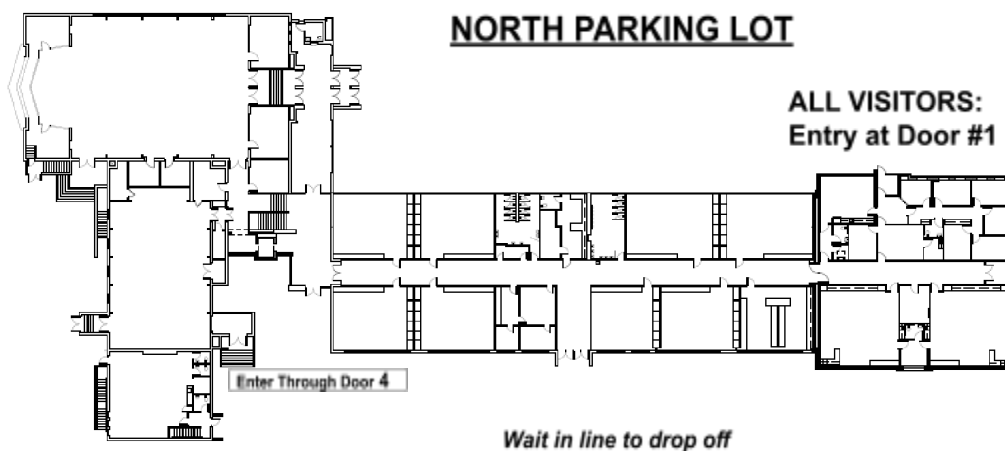 NORTH PARKING LOT
ALL VISITORS:
Entry at Door #1
Enter Through Door 4
Wait in line to drop off